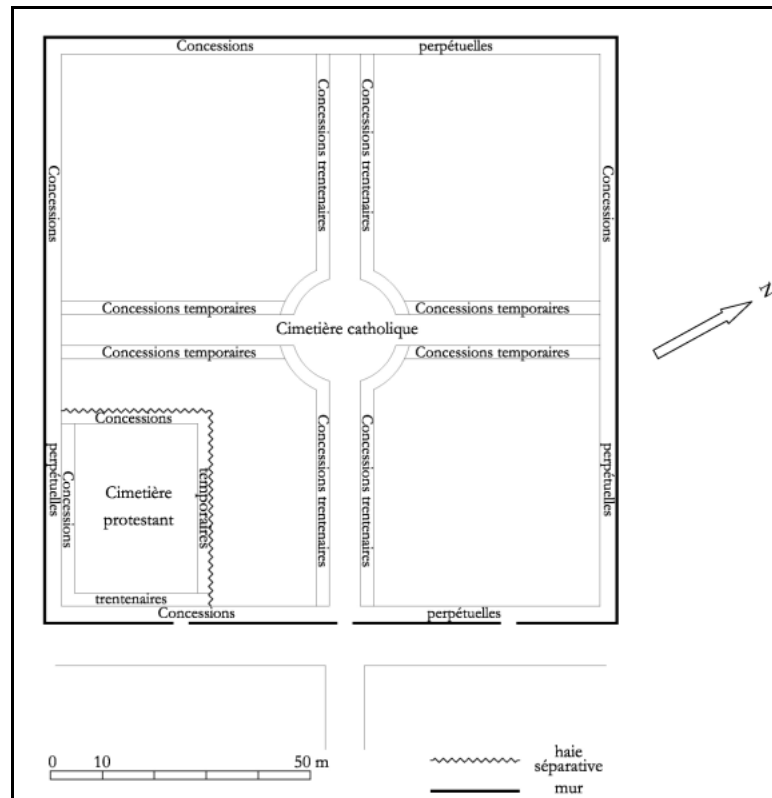 Concessions perpétuelles
Concessions
Concessions trentenaires
Concessions trentenaires
Concessions
Concessions temporaires
Concessions temporaires
Cimetière catholique
Concessions temporaires
Concessions temporaires
N
Concessions
perpétuelles
Concessions
Cimetière
protestant
temporaires
Concessions trentenaires
Concessions trentenaires
perpétuelles
trentenaires
Concessions perpétuelles
0 10 50 m
haie
séparative
mur